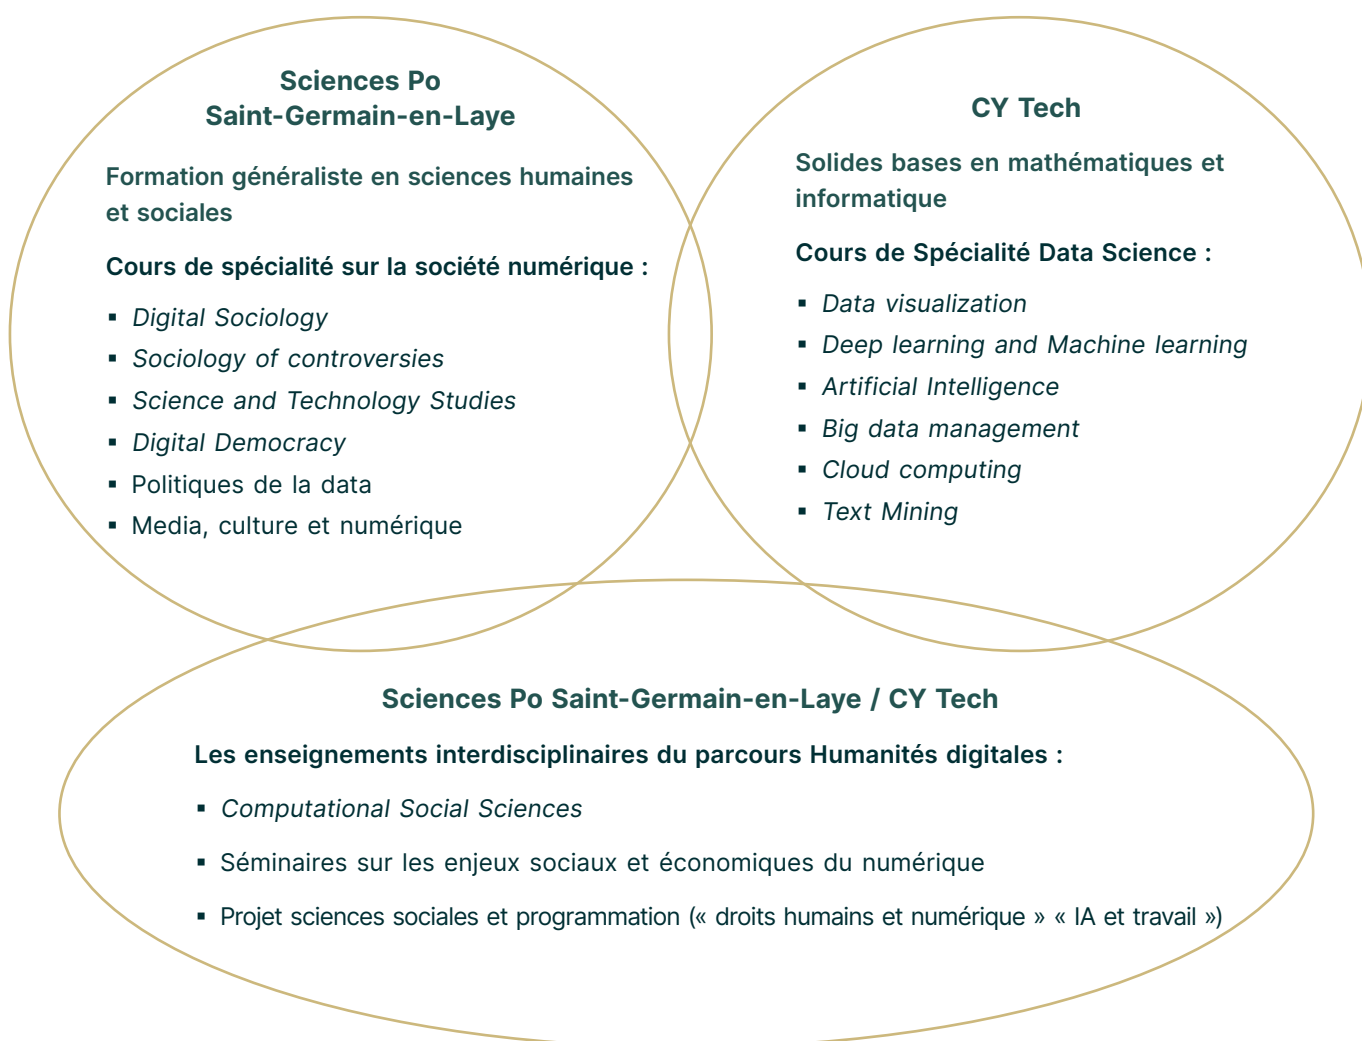 Sciences Po
Saint-Germain-en-Laye
Formation généraliste en sciences humaines
et sociales
Cours de spécialité sur la société numérique :
▪ Digital Sociology
▪ Sociology of controversies
▪ Science and Technology Studies
▪ Digital Democracy
▪ Politiques de la data
▪ Media, culture et numérique
CY Tech
Solides bases en mathématiques et
informatique
Cours de Spécialité Data Science :
▪ Data visualization
▪ Deep learning and Machine learning
▪ Artificial Intelligence
▪ Big data management
▪ Cloud computing
▪ Text Mining
Sciences Po Saint-Germain-en-Laye / CY Tech
Les enseignements interdisciplinaires du parcours Humanités digitales :
▪ Computational Social Sciences
▪ Séminaires sur les enjeux sociaux et économiques du numérique
▪ Projet sciences sociales et programmation (« droits humains et numérique » « IA et travail »)